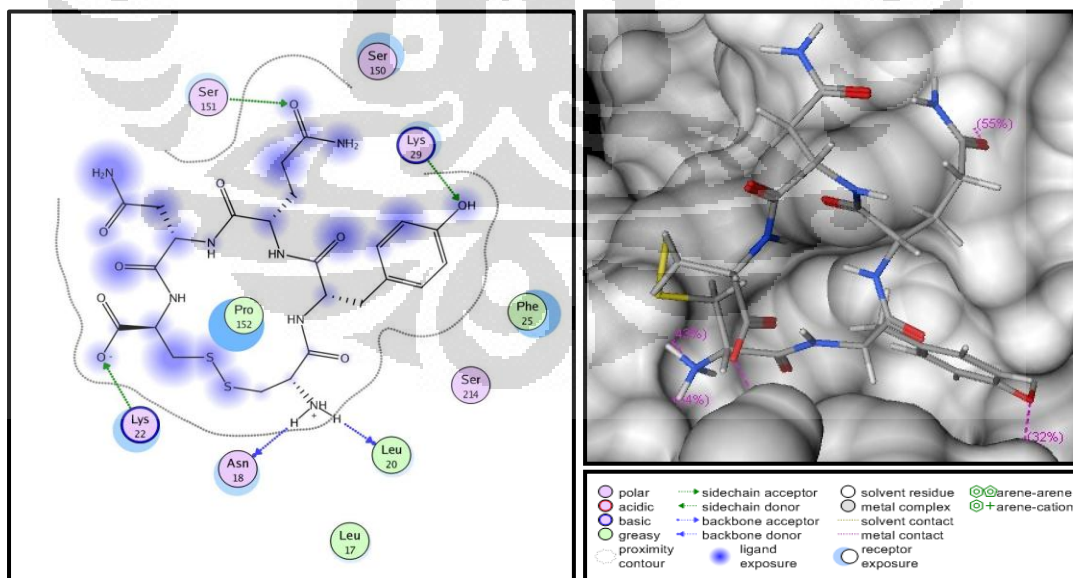 Ser
150
Ser
151
O
NH₂
Lys
29
OH
H₂N
O
O
O
NH
HN
O
O
NH
O
Pro
152
Phe
25
O
HN
O⁻
S
S
O
Ser
214
NH
H + H
Lys
22
Asn
18
Leu
20
Leu
17
(55%)
(32%)
polar
acidic
basic
greasy
proximity
contour
sidechain acceptor
sidechain donor
backbone acceptor
backbone donor
ligand
exposure
solvent residue
metal complex
solvent contact
metal contact
receptor
exposure
arene-arene
+arene-cation